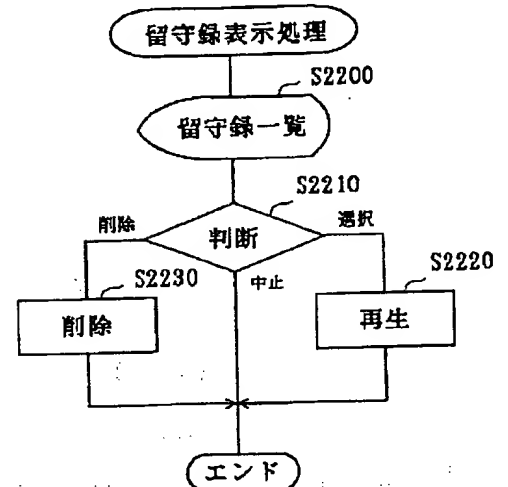 留守録表示処理
S2200
留守録一覧
S2210
削除
判断
選択
S2230
中止
S2220
削除
再生
エンド